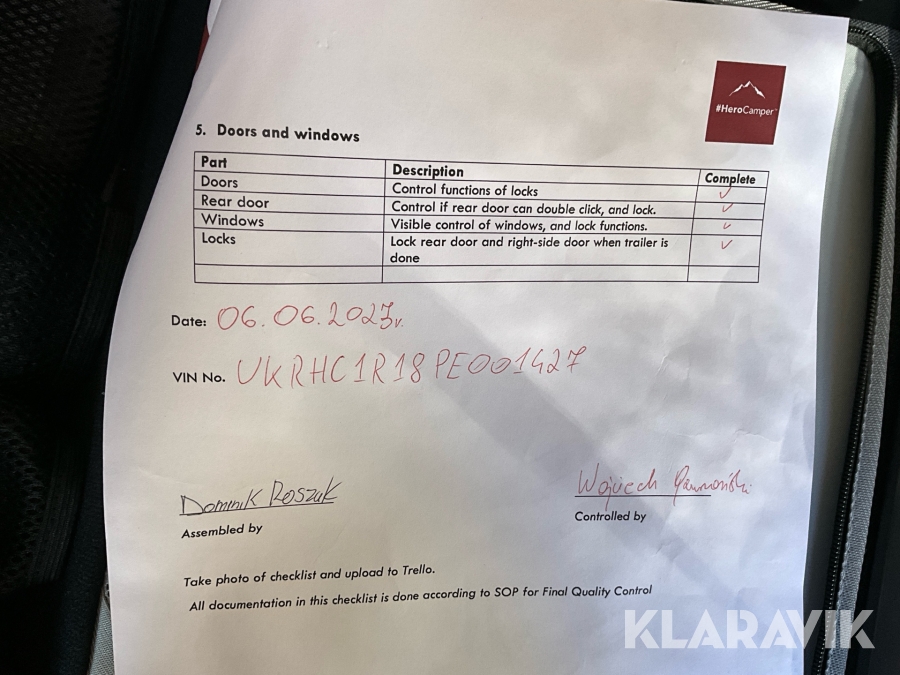 #HeroCamper
5. Doors and windows
Part Description Complete
Doors Control functions of locks ✓
Rear door Control if rear door can double click, and lock. ✓
Windows Visible control of windows, and lock functions. ✓
Locks Lock rear door and right-side door when trailer is ✓
done
Date: 06.06.2023r.
VIN No. UKRHC1R18PE001427
Dominik Roszak Wojciech
Assembled by Controlled by
Take photo of checklist and upload to Trello.
All documentation in this checklist is done according to SOP for Final Quality Control
KLARAVIK